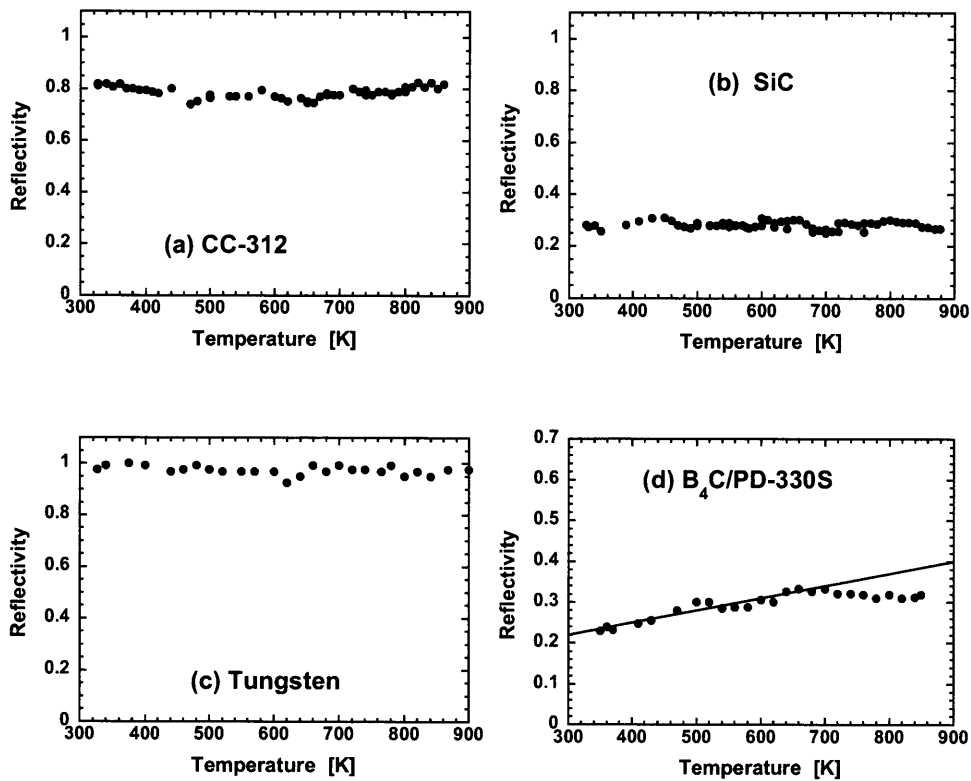 1
0.8
0.6
0.4
0.2
0
Reflectivity
(a) CC-312
300 400 500 600 700 800 900
Temperature [K]
1
0.8
0.6
0.4
0.2
0
Reflectivity
(b) SiC
300 400 500 600 700 800 900
Temperature [K]
1
0.8
0.6
0.4
0.2
0
Reflectivity
(c) Tungsten
300 400 500 600 700 800 900
Temperature [K]
0.7
0.6
0.5
0.4
0.3
0.2
0.1
0
Reflectivity
(d) B₄C/PD-330S
300 400 500 600 700 800 900
Temperature [K]